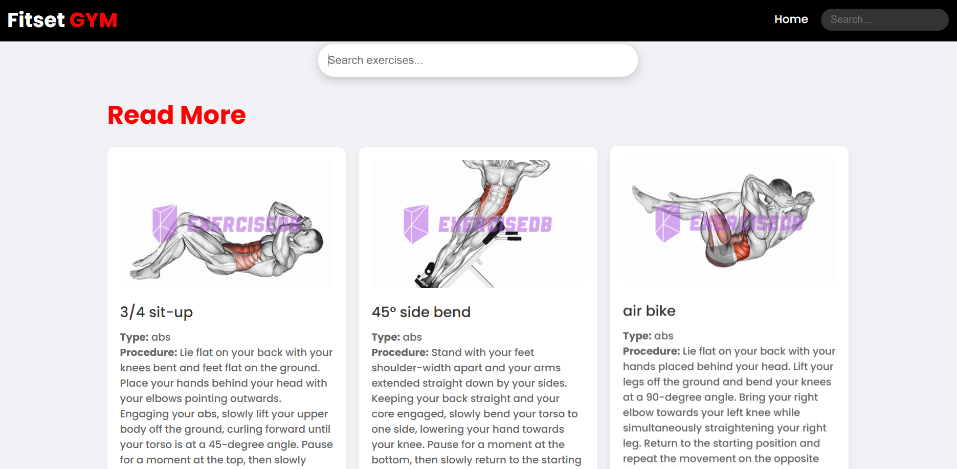 Fitset GYM
Home
Search...
Search exercises...
Read More
EXERCISEDB
EXERCISEDB
EXERCISEDB
3/4 sit-up
Type: abs
Procedure: Lie flat on your back with your
knees bent and feet flat on the ground.
Place your hands behind your head with
your elbows pointing outwards.
Engaging your abs, slowly lift your upper
body off the ground, curling forward until
your torso is at a 45-degree angle. Pause
for a moment at the top, then slowly
45° side bend
Type: abs
Procedure: Stand with your feet
shoulder-width apart and your arms
extended straight down by your sides.
Keeping your back straight and your
core engaged, slowly bend your torso to
one side, lowering your hand towards
your knee. Pause for a moment at the
bottom, then slowly return to the starting
air bike
Type: abs
Procedure: Lie flat on your back with your
hands placed behind your head. Lift your
legs off the ground and bend your knees
at a 90-degree angle. Bring your right
elbow towards your left knee while
simultaneously straightening your right
leg. Return to the starting position and
repeat the movement on the opposite